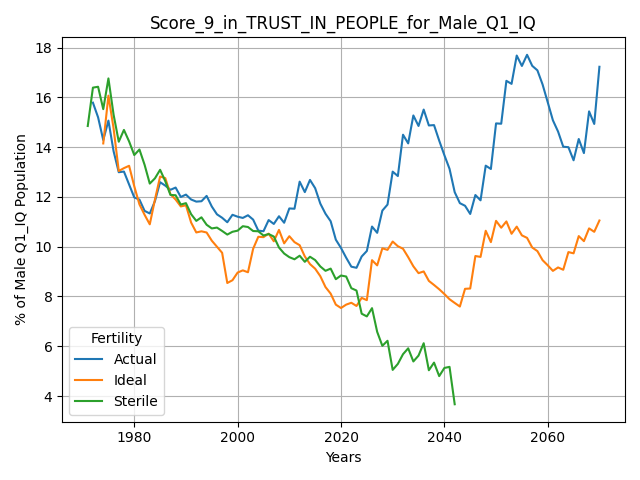 Score_9_in_TRUST_IN_PEOPLE_for_Male_Q1_IQ
% of Male Q1_IQ Population
18
16
14
12
10
8
6
4
Fertility
Actual
Ideal
Sterile
1980
2000
2020
2040
2060
Years